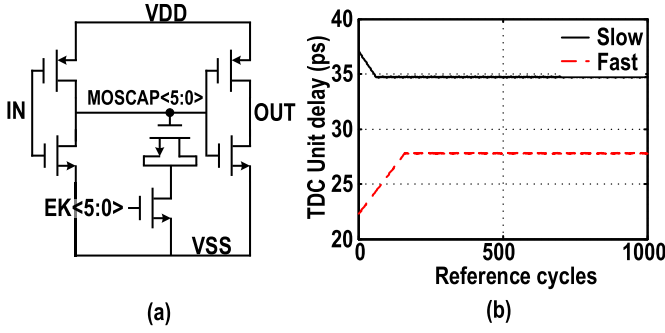 VDD
IN
MOSCAP<5:0>
OUT
EK<5:0>
VSS
(a)
TDC Unit delay (ps)
40
35
30
25
20
Slow
Fast
0
500
1000
Reference cycles
(b)